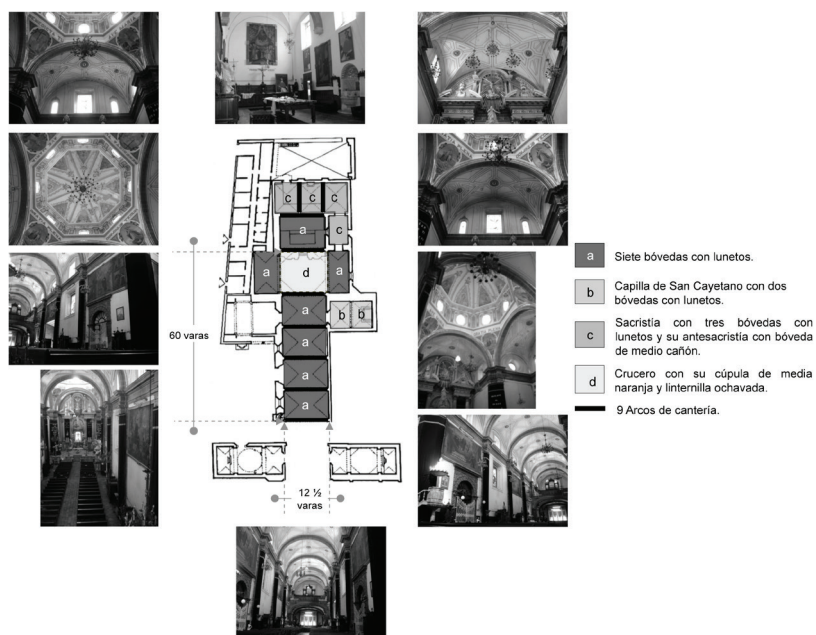 c c c
a
c
a d a
a
b b
a
a
a
60 varas
12 ½
varas
a Siete bóvedas con lunetos.
b Capilla de San Cayetano con dos
bóvedas con lunetos.
c Sacristía con tres bóvedas con
lunetos y su antesacristía con bóveda
de medio cañón.
d Crucero con su cúpula de media
naranja y linternilla ochavada.
9 Arcos de cantería.